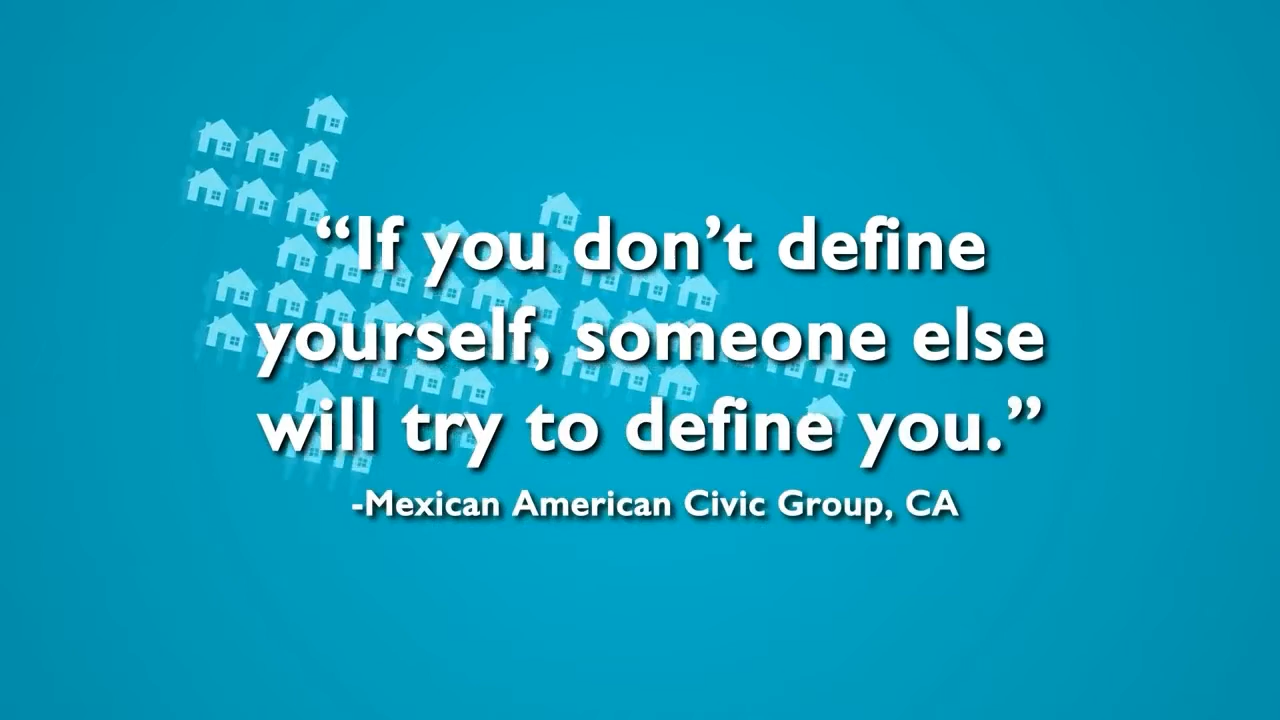 “If you don’t define
yourself, someone else
will try to define you.”
-Mexican American Civic Group, CA